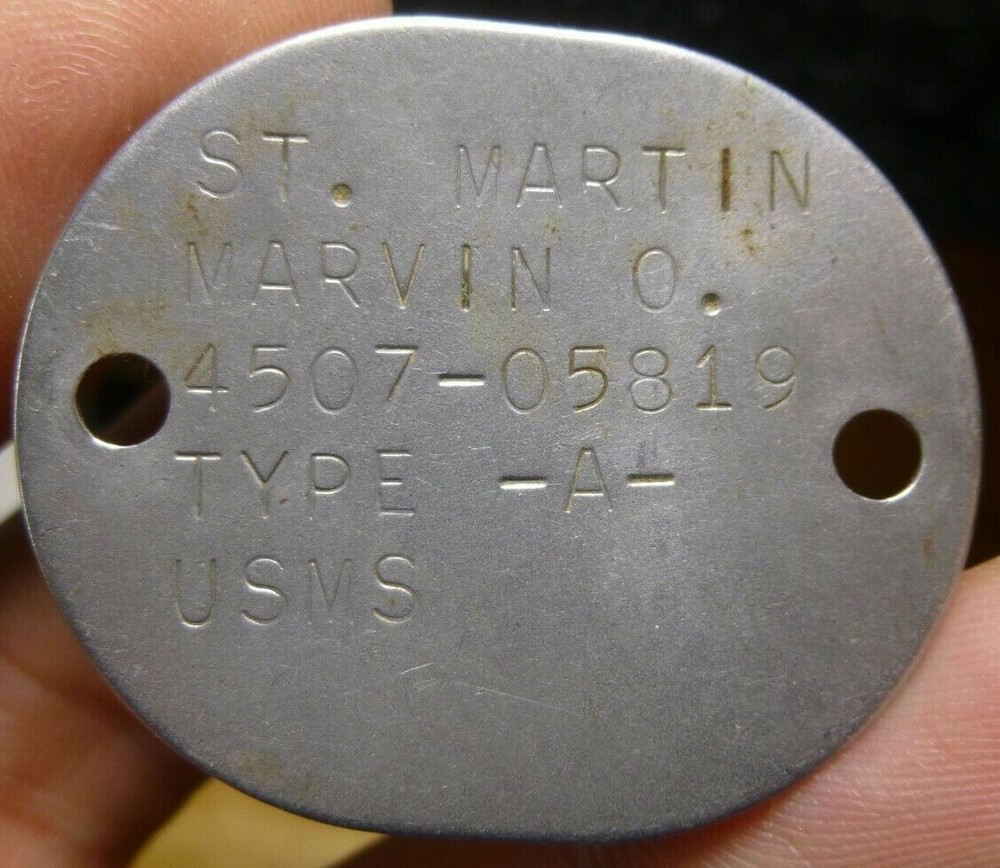 ST. MARTIN
MARVIN O.
4507-05819
TYPE -A-
USMS